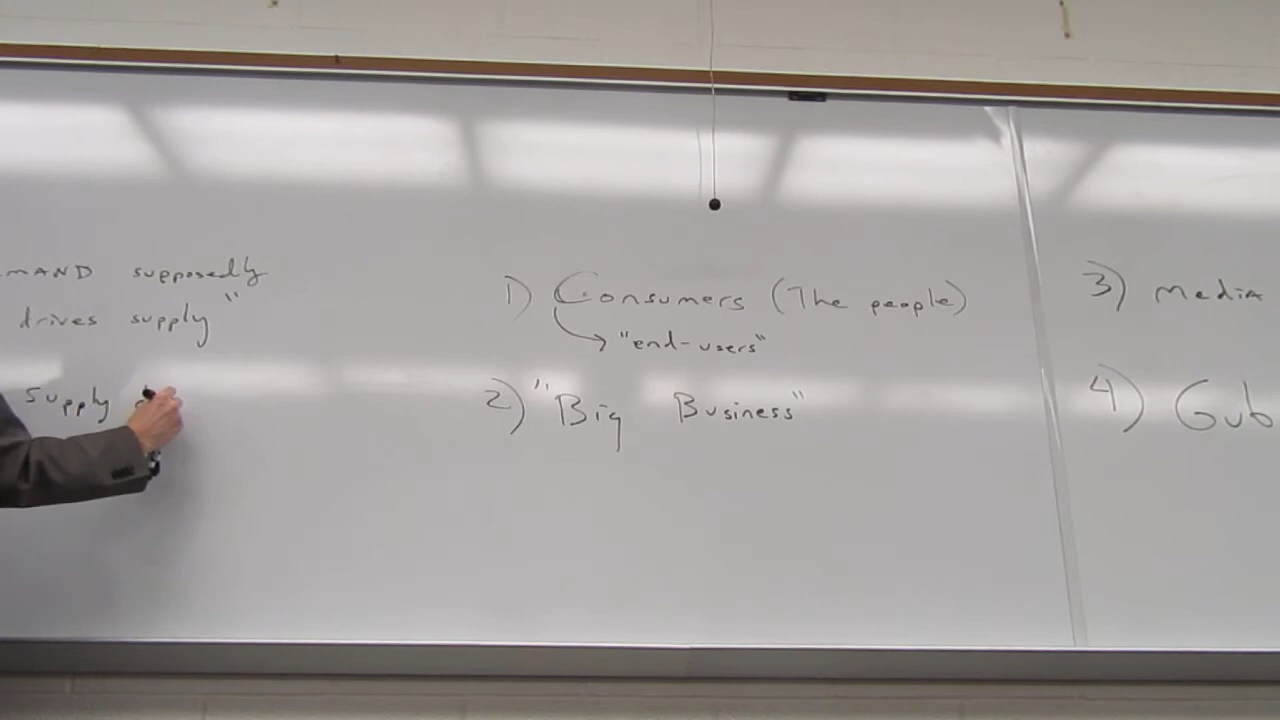 mAND supposedly
drives supply"
supply
1) Consumers (The people)
"end-users"
2) "Big Business"
3) Media
4) Gub